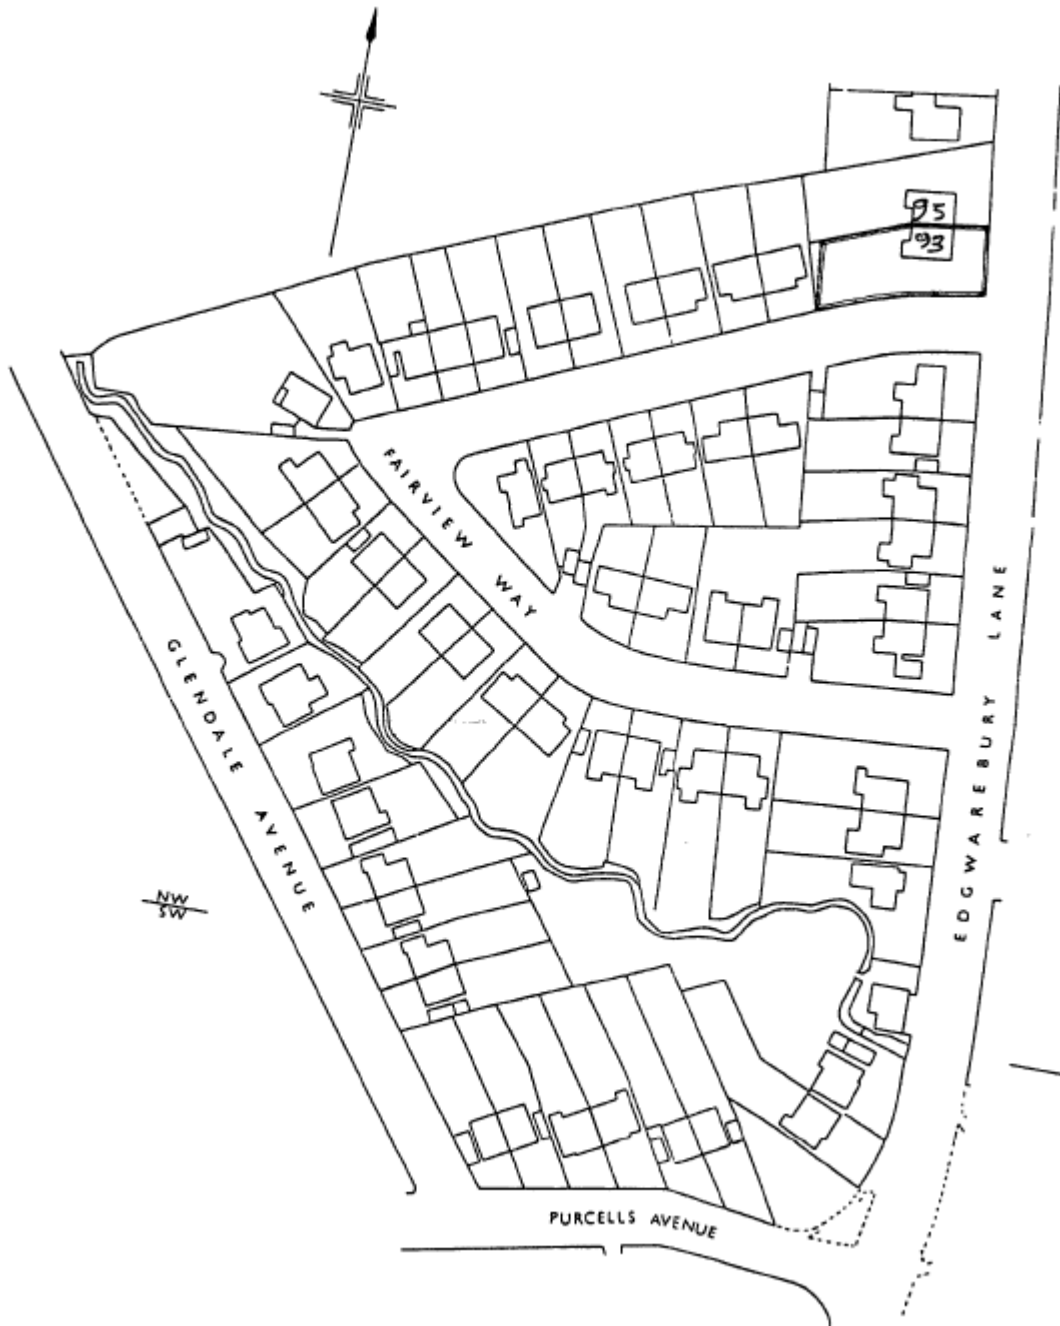 95
93
FAIRVIEW WAY
EDGWAREBURY LANE
GLENDALE AVENUE
NW
SW
PURCELLS AVENUE